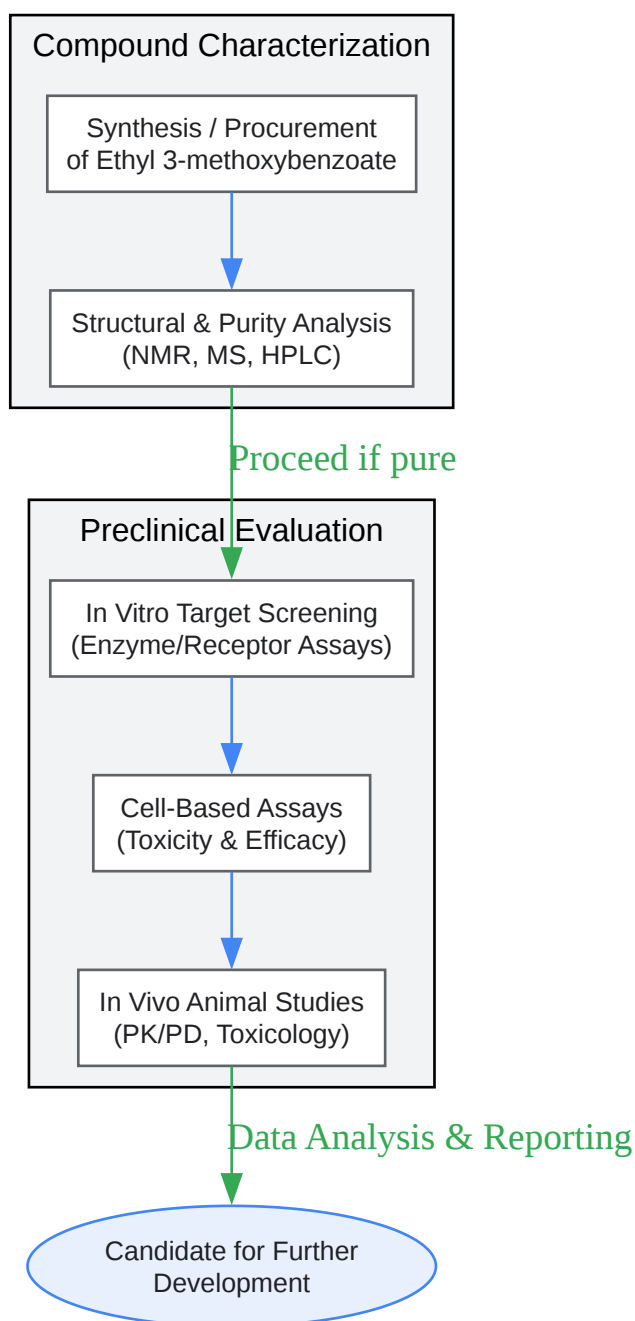 Compound Characterization
Synthesis / Procurement
of Ethyl 3-methoxybenzoate
Structural & Purity Analysis
(NMR, MS, HPLC)
Proceed if pure
Preclinical Evaluation
In Vitro Target Screening
(Enzyme/Receptor Assays)
Cell-Based Assays
(Toxicity & Efficacy)
In Vivo Animal Studies
(PK/PD, Toxicology)
Data Analysis & Reporting
Candidate for Further
Development